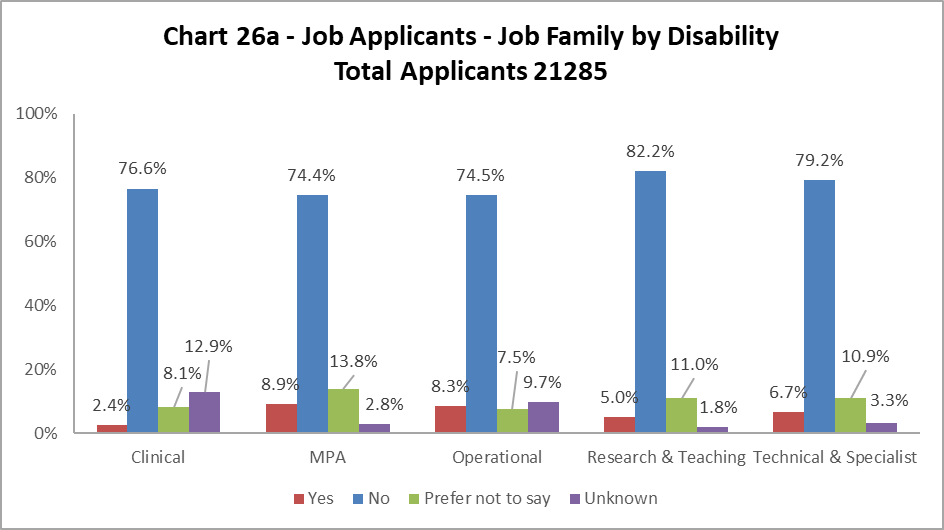 Chart 26a - Job Applicants - Job Family by Disability
Total Applicants 21285
100%
80%
60%
40%
20%
0%
2.4%
76.6%
8.1%
12.9%
8.9%
74.4%
13.8%
2.8%
8.3%
74.5%
7.5%
9.7%
5.0%
82.2%
11.0%
1.8%
6.7%
79.2%
10.9%
3.3%
Clinical
MPA
Operational
Research & Teaching
Technical & Specialist
Yes
No
Prefer not to say
Unknown